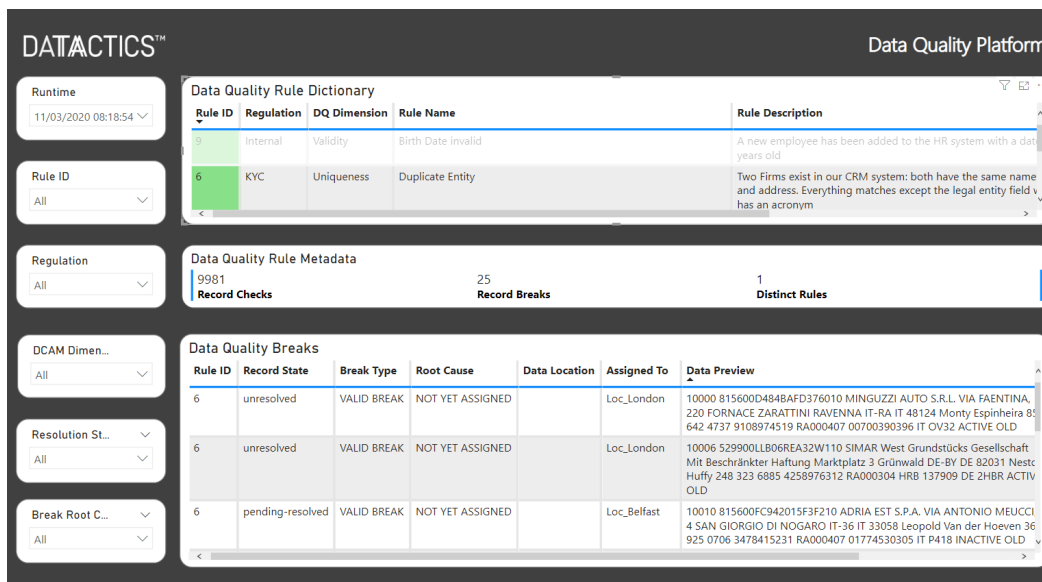 DATACTICS™
Data Quality Platform
Runtime
11/03/2020 08:18:54
Rule ID
All
Regulation
All
DCAM Dimen...
All
Resolution St...
All
Break Root C...
All
Data Quality Rule Dictionary
Rule ID Regulation DQ Dimension Rule Name Rule Description
9 Internal Validity Birth Date invalid A new employee has been added to the HR system with a
years old
6 KYC Uniqueness Duplicate Entity Two Firms exist in our CRM system: both have the same name
and address. Everything matches except the legal entity field
has an acronym
Data Quality Rule Metadata
9981 25 1
Record Checks Record Breaks Distinct Rules
Data Quality Breaks
Rule ID Record State Break Type Root Cause Data Location Assigned To Data Preview
6 unresolved VALID BREAK NOT YET ASSIGNED Loc_London 10000 815600D484BAFD376010 MINGUZZI AUTO S.R.L. VIA FAENTINA,
220 FORNACE ZARATTINI RAVENNA IT-RA IT 48124 Monty Espinheira
642 4737 9108974519 RA000407 00700390396 IT OV32 ACTIVE OLD
6 unresolved VALID BREAK NOT YET ASSIGNED Loc_London 10006 529900LLB06REA32W110 SIMAR West Grundstücks Gesellschaft
Mit Beschränkter Haftung Marktplatz 3 Grünwald DE-BY DE 82031
Huffy 248 323 6885 4258976312 RA000304 HRB 137909 DE 2HBR
OLD
6 pending-resolved VALID BREAK NOT YET ASSIGNED Loc_Belfast 10010 815600FC942015F3F210 ADRIA EST S.P.A. VIA ANTONIO MEUCCI
4 SAN GIORGIO DI NOGARO IT-36 IT 33058 Leopold Van der Hoeven 36
925 0706 3478415231 RA000407 01774530305 IT P418 INACTIVE OLD